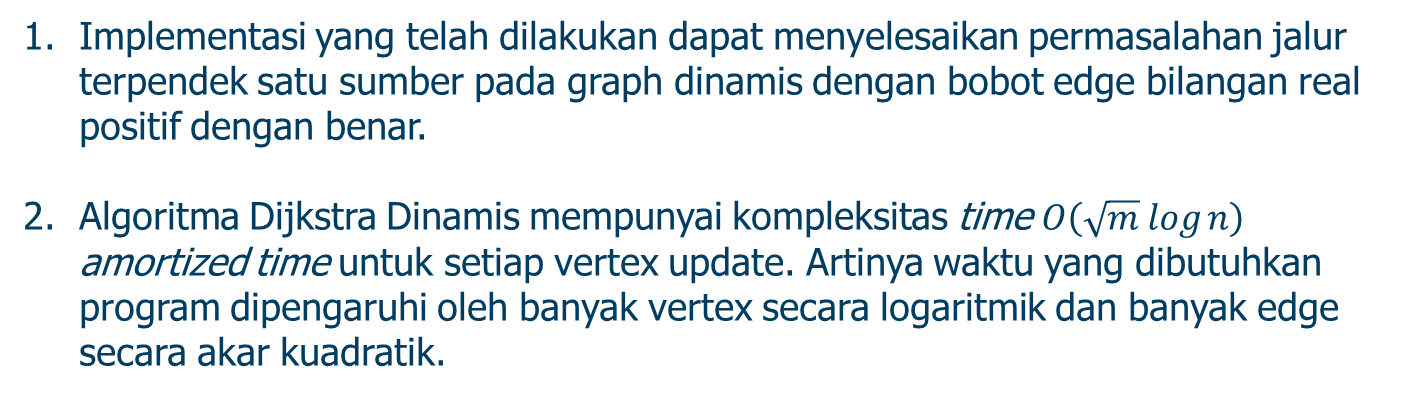 1. Implementasi yang telah dilakukan dapat menyelesaikan permasalahan jalur
terpendek satu sumber pada graph dinamis dengan bobot edge bilangan real
positif dengan benar.
2. Algoritma Dijkstra Dinamis mempunyai kompleksitas time O(√m log n)
amortized time untuk setiap vertex update. Artinya waktu yang dibutuhkan
program dipengaruhi oleh banyak vertex secara logaritmik dan banyak edge
secara akar kuadratik.